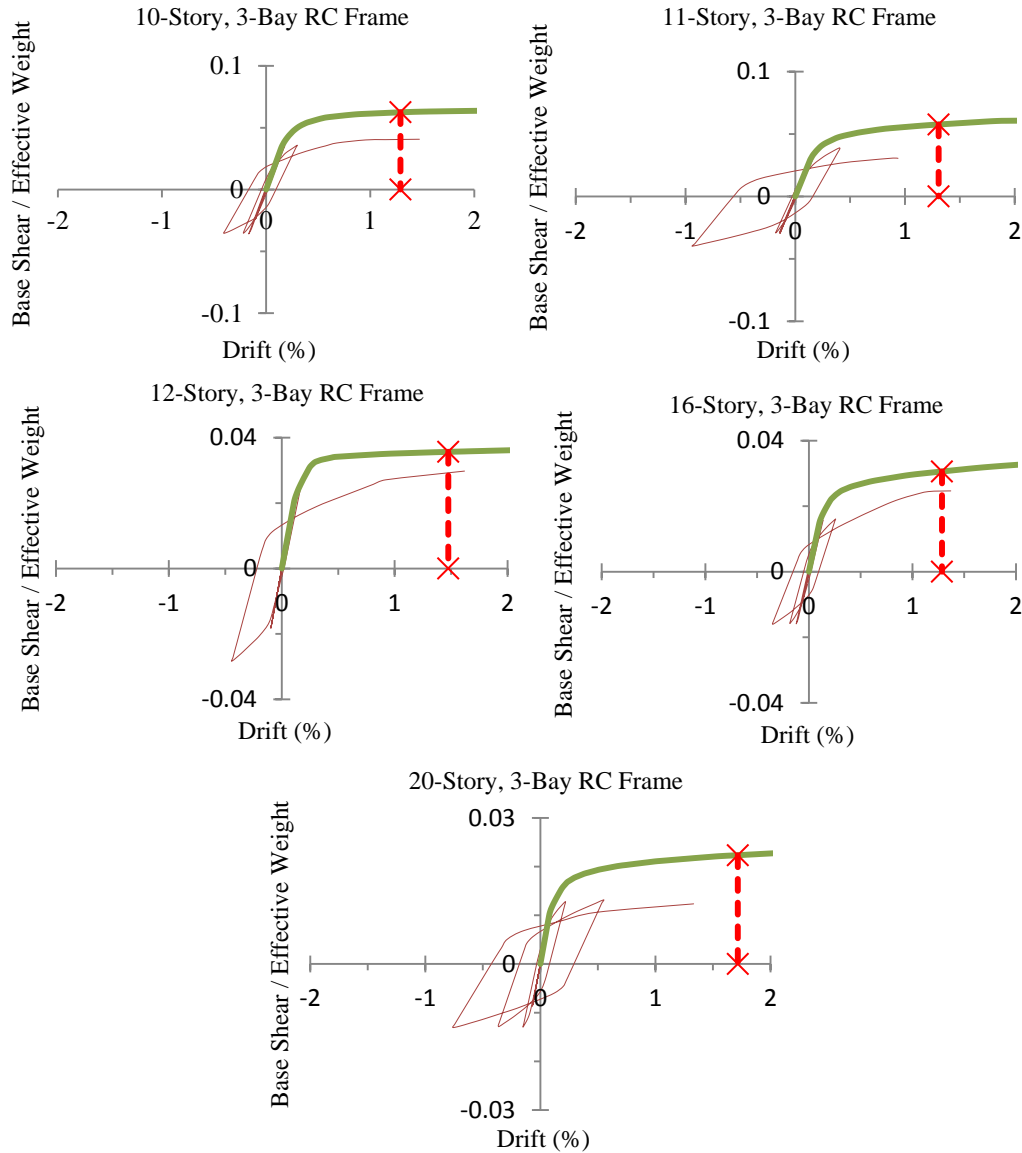 10-Story, 3-Bay RC Frame
Base Shear / Effective Weight
0.1
0
-0.1
-2
-1
0
1
2
Drift (%)
11-Story, 3-Bay RC Frame
Base Shear / Effective Weight
0.1
0
-0.1
-2
-1
0
1
2
Drift (%)
12-Story, 3-Bay RC Frame
Base Shear / Effective Weight
0.04
0
-0.04
-2
-1
0
1
2
Drift (%)
16-Story, 3-Bay RC Frame
Base Shear / Effective Weight
0.04
0
-0.04
-2
-1
0
1
2
Drift (%)
20-Story, 3-Bay RC Frame
Base Shear / Effective Weight
0.03
0
-0.03
-2
-1
0
1
2
Drift (%)